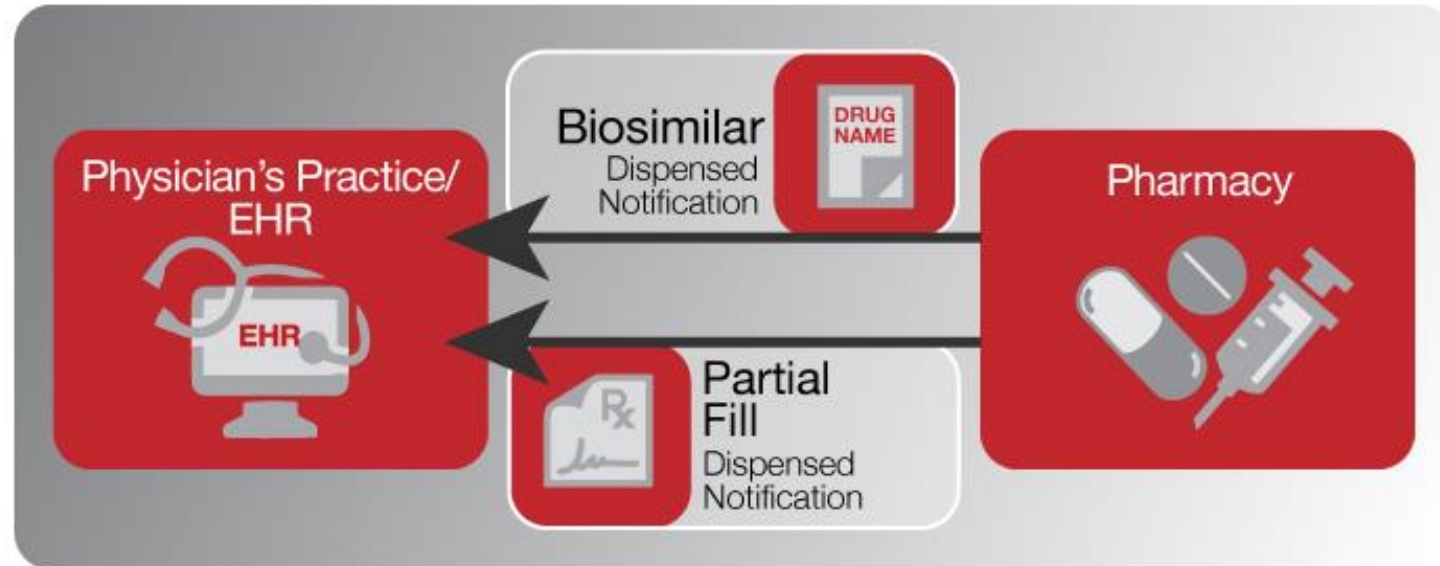 Physician's Practice/
EHR
EHR
Biosimilar
Dispensed
Notification
DRUG
NAME
Partial
Fill
Dispensed
Notification
Rx
Pharmacy